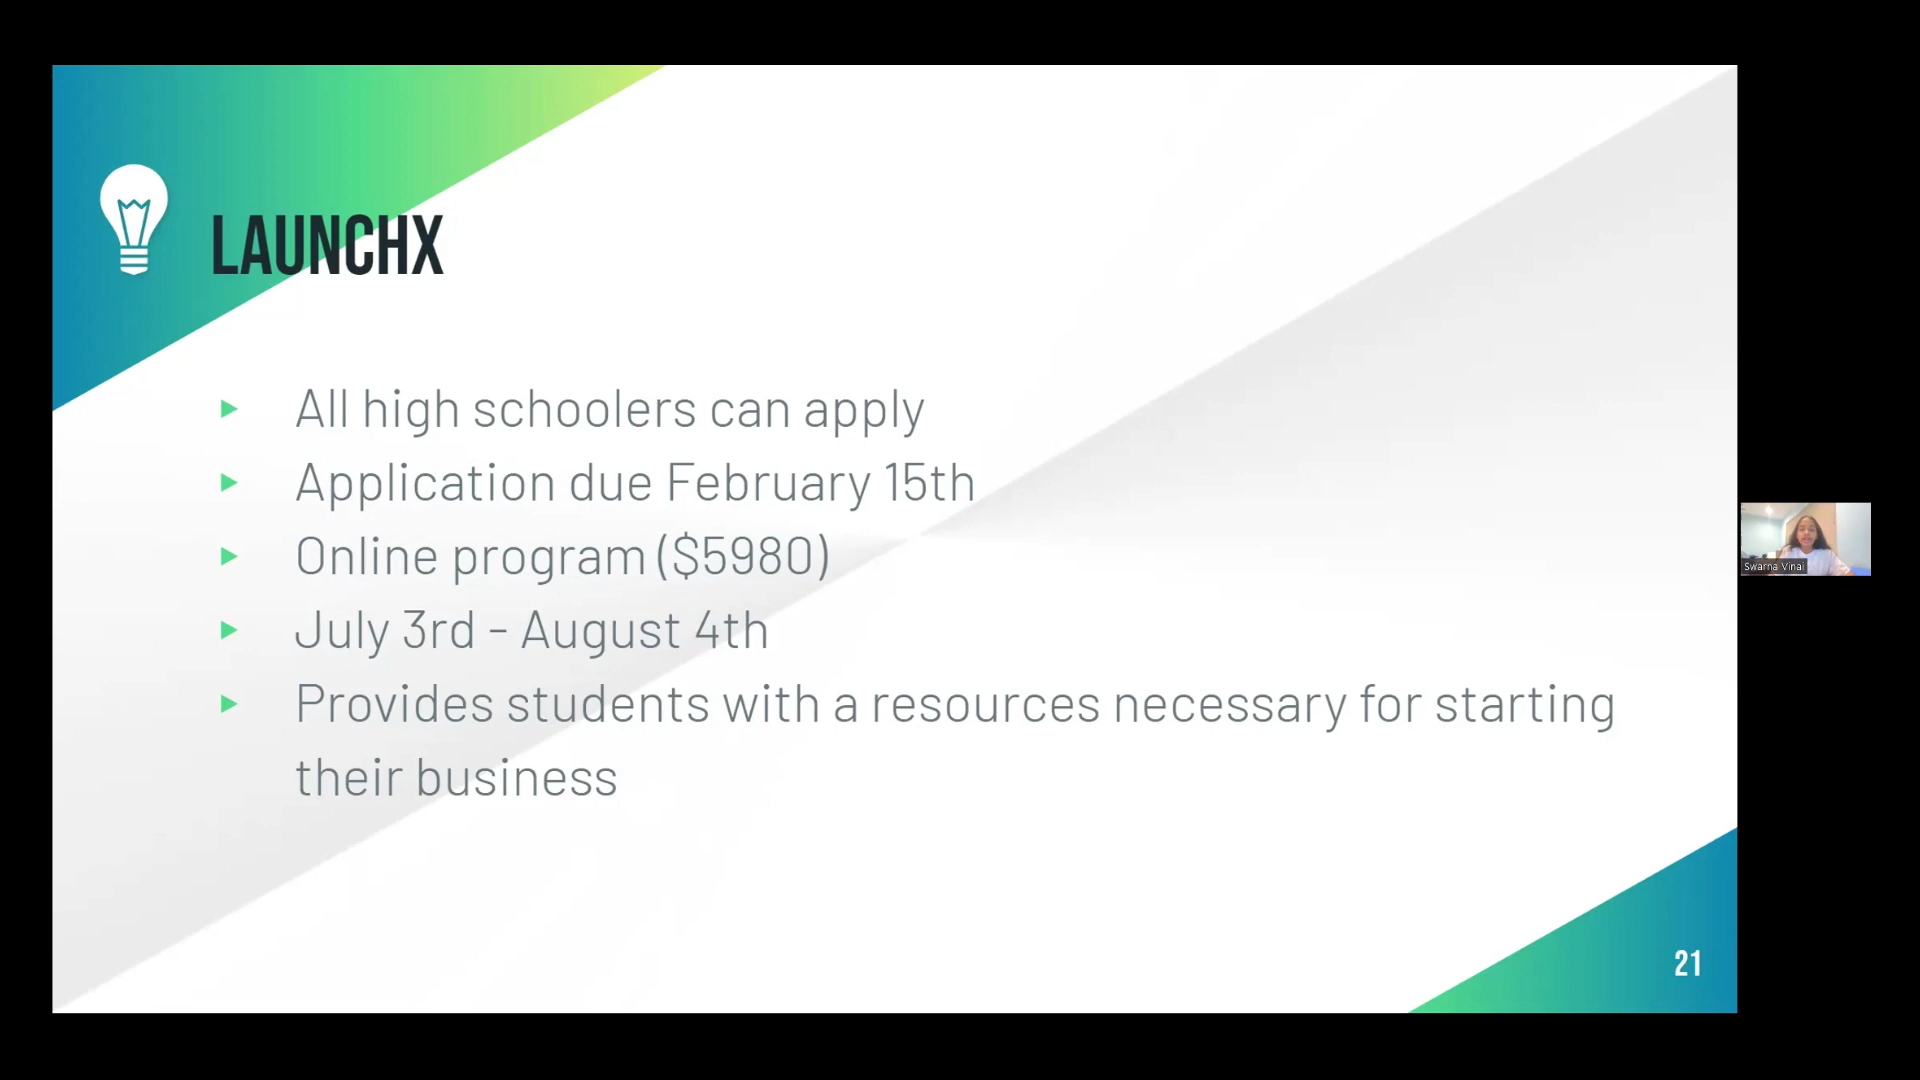 LAUNCHX
All high schoolers can apply
Application due February 15th
Online program ($5980)
July 3rd - August 4th
Provides students with a resources necessary for starting
their business
Swarna Vinai
21